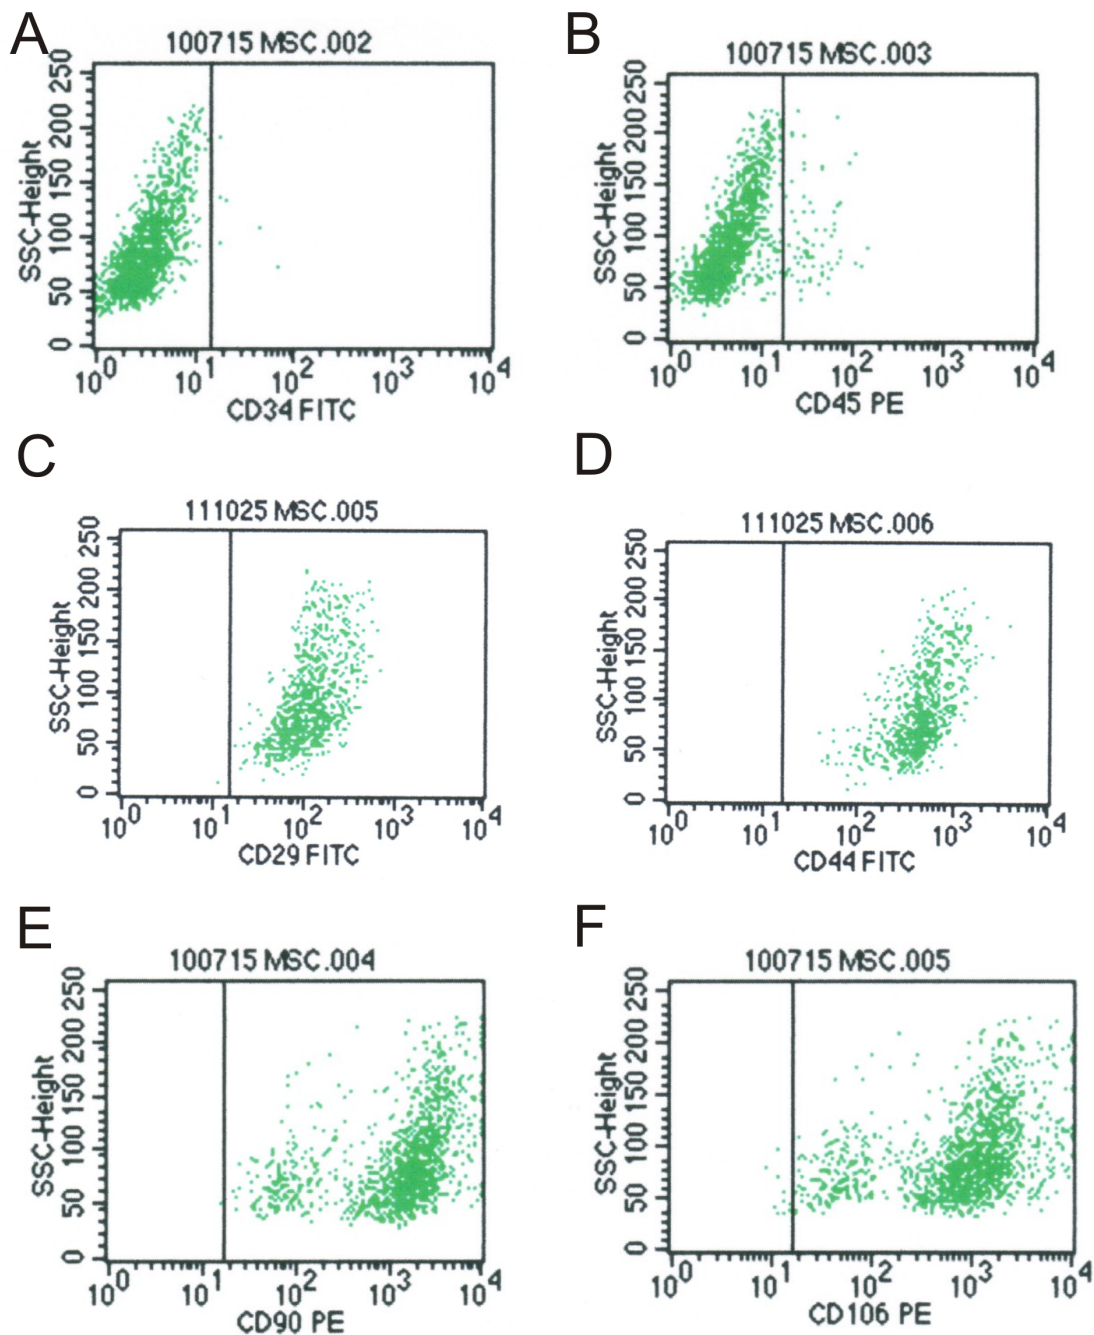 A
100715 MSC.002
250
200
150
100
50
0
SSC-Height
10^0 10^1 10^2 10^3 10^4
CD34 FITC
B
100715 MSC.003
250
200
150
100
50
0
SSC-Height
10^0 10^1 10^2 10^3 10^4
CD45 PE
C
111025 MSC.005
250
200
150
100
50
0
SSC-Height
10^0 10^1 10^2 10^3 10^4
CD29 FITC
D
111025 MSC.006
250
200
150
100
50
0
SSC-Height
10^0 10^1 10^2 10^3 10^4
CD44 FITC
E
100715 MSC.004
250
200
150
100
50
0
SSC-Height
10^0 10^1 10^2 10^3 10^4
CD90 PE
F
100715 MSC.005
250
200
150
100
50
0
SSC-Height
10^0 10^1 10^2 10^3 10^4
CD106 PE